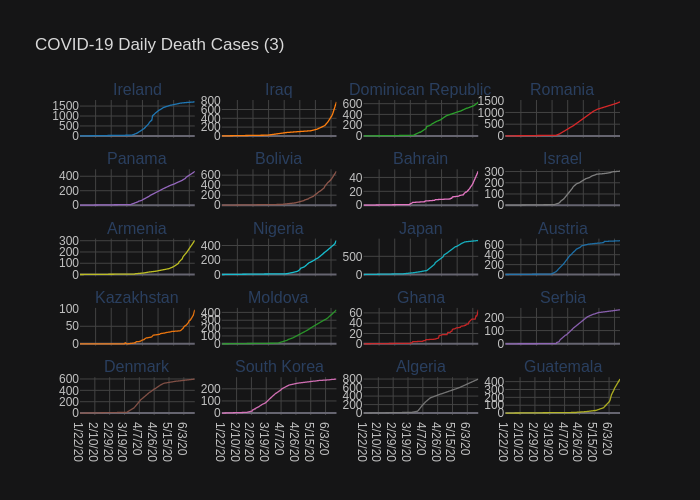 COVID-19 Daily Death Cases (3)
Ireland Iraq Dominican Republic Romania
1500 1000 500 0
800 600 400 200 0
600 400 200 0
1500 1000 500 0
Panama Bolivia Bahrain Israel
400 200 0
600 400 200 0
40 20 0
300 200 100 0
Armenia Nigeria Japan Austria
300 200 100 0
400 200 0
500 0
600 400 200 0
Kazakhstan Moldova Ghana Serbia
100 50 0
400 300 200 100 0
60 40 20 0
200 100 0
Denmark South Korea Algeria Guatemala
600 400 200 0
200 100 0
800 600 400 200 0
400 300 200 100 0
1/22/20 2/10/20 2/29/20 3/19/20 4/7/20 4/26/20 5/15/20 6/3/20
1/22/20 2/10/20 2/29/20 3/19/20 4/7/20 4/26/20 5/15/20 6/3/20
1/22/20 2/10/20 2/29/20 3/19/20 4/7/20 4/26/20 5/15/20 6/3/20
1/22/20 2/10/20 2/29/20 3/19/20 4/7/20 4/26/20 5/15/20 6/3/20